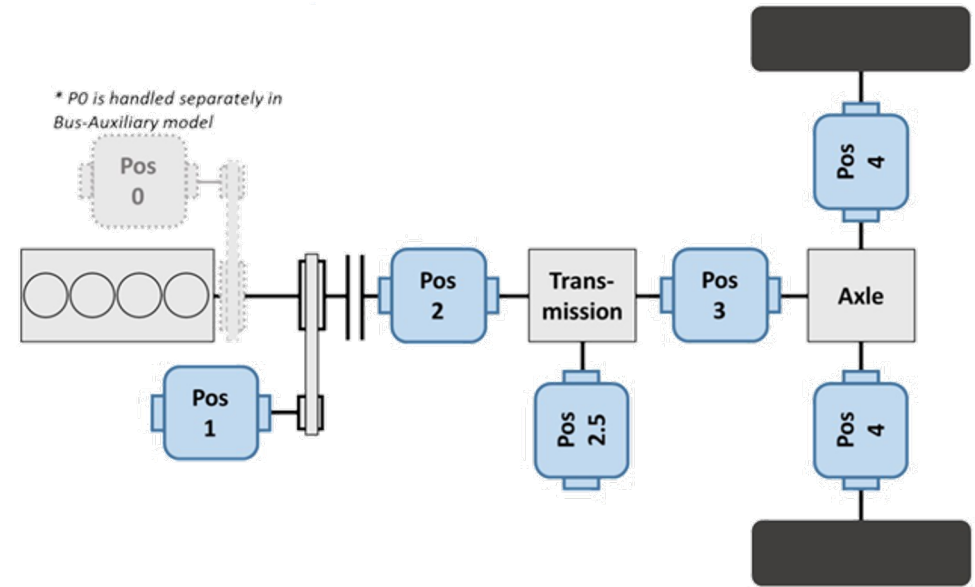 * P0 is handled separately in
Bus-Auxiliary model
Pos
0
Pos
1
Pos
2
Trans-
mission
Pos
2.5
Pos
3
Axle
Pos
4
Pos
4